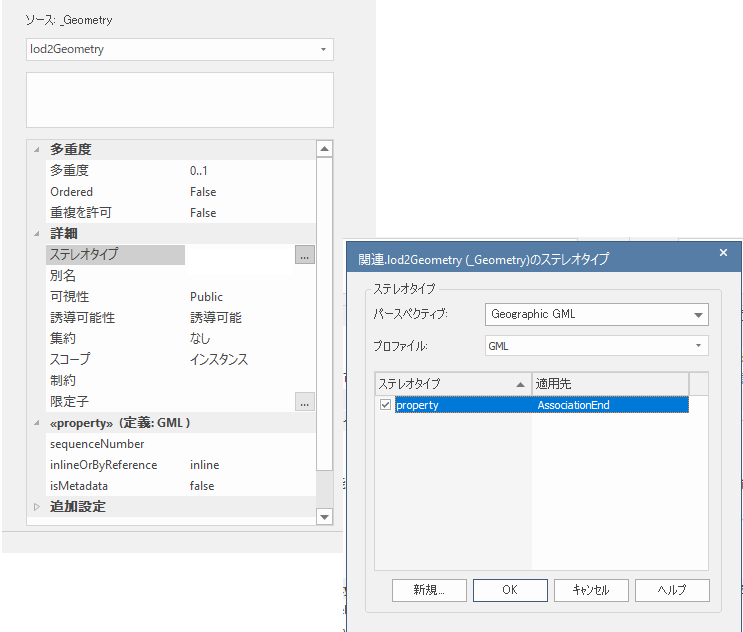 ソース: _Geometry
lod2Geometry
多重度
多重度 0..1
Ordered False
重複を許可 False
詳細
ステレオタイプ ...
別名
可視性 Public
誘導可能性 誘導可能
集約 なし
スコープ インスタンス
制約
限定子 ...
«property» (定義: GML )
sequenceNumber
inlineOrByReference inline
isMetadata false
追加設定
関連.lod2Geometry (_Geometry)のステレオタイプ
ステレオタイプ
パースペクティブ: Geographic GML
プロファイル: GML
ステレオタイプ 適用先
property AssociationEnd
新規... OK キャンセル ヘルプ